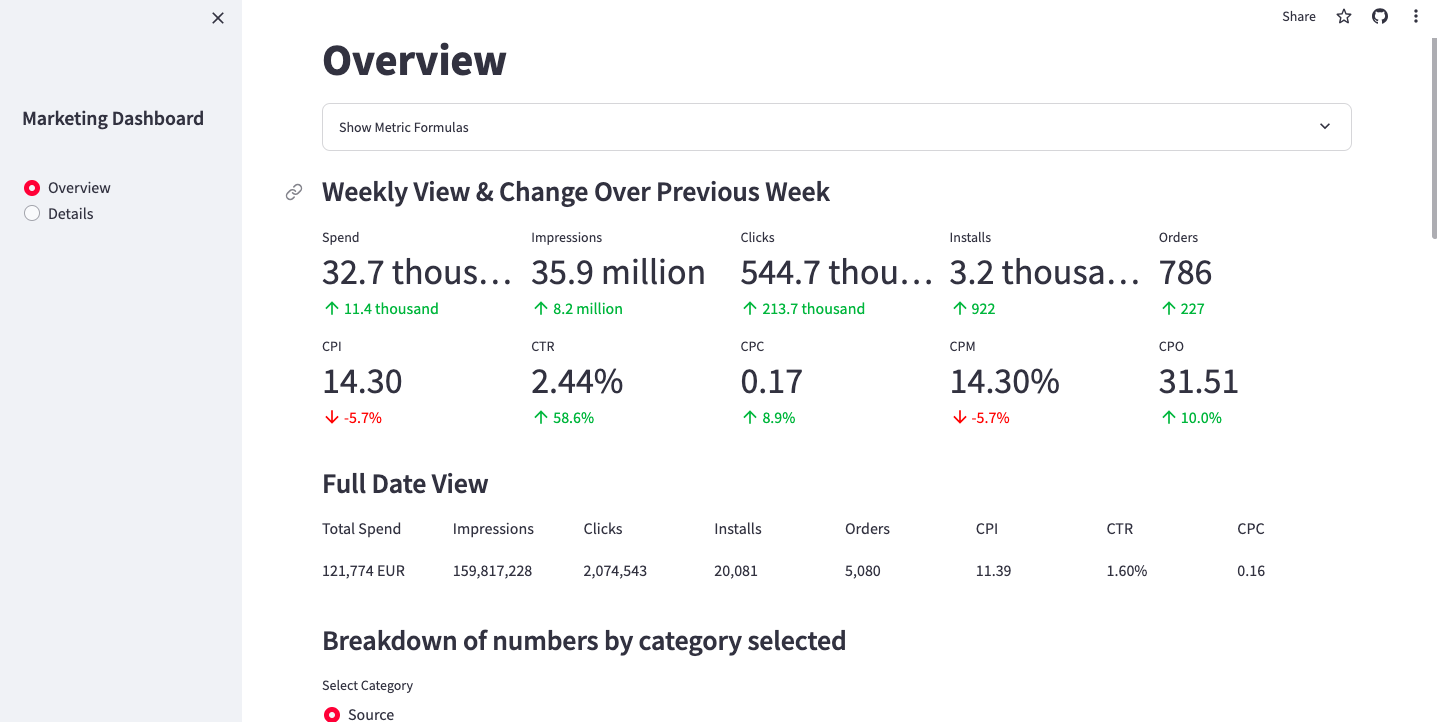 Share
Overview
Marketing Dashboard
Show Metric Formulas
Overview
Details
Weekly View & Change Over Previous Week
Spend Impressions Clicks Installs Orders
32.7 thous… 35.9 million 544.7 thou… 3.2 thousa… 786
11.4 thousand 8.2 million 213.7 thousand 922 227
CPI CTR CPC CPM CPO
14.30 2.44% 0.17 14.30% 31.51
-5.7% 58.6% 8.9% -5.7% 10.0%
Full Date View
Total Spend Impressions Clicks Installs Orders CPI CTR CPC
121,774 EUR 159,817,228 2,074,543 20,081 5,080 11.39 1.60% 0.16
Breakdown of numbers by category selected
Select Category
Source